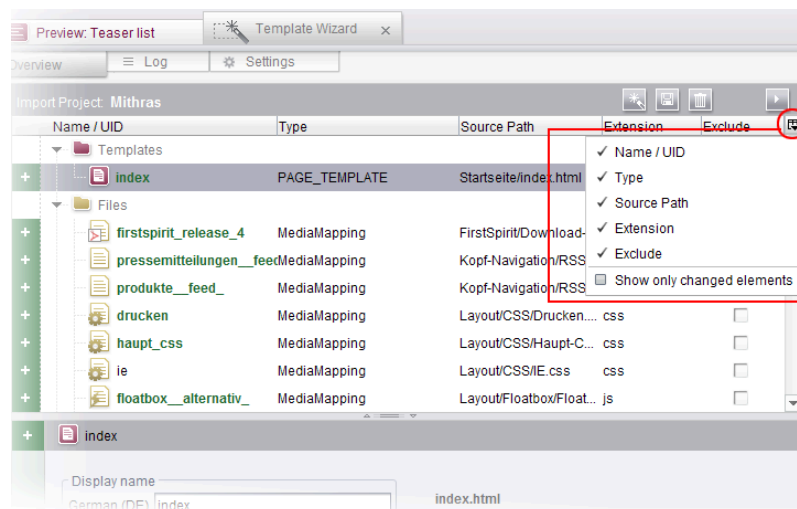 Preview: Teaser list
Template Wizard x
Overview
Log
Settings
Import Project: Mithras
Name / UID Type Source Path Extension Exclude
Templates
index PAGE_TEMPLATE Startseite/index.html
Files
firstspirit_release_4 MediaMapping FirstSpirit/Download-
pressemitteilungen__feed MediaMapping Kopf-Navigation/RSS
produkte__feed_ MediaMapping Kopf-Navigation/RSS
drucken MediaMapping Layout/CSS/Drucken.... css
haupt_css MediaMapping Layout/CSS/Haupt-C... css
ie MediaMapping Layout/CSS/IE.css css
floatbox__alternativ_ MediaMapping Layout/Floatbox/Float... js
✓ Name / UID
✓ Type
✓ Source Path
✓ Extension
✓ Exclude
Show only changed elements
index
Display name
German (DE) index
index.html